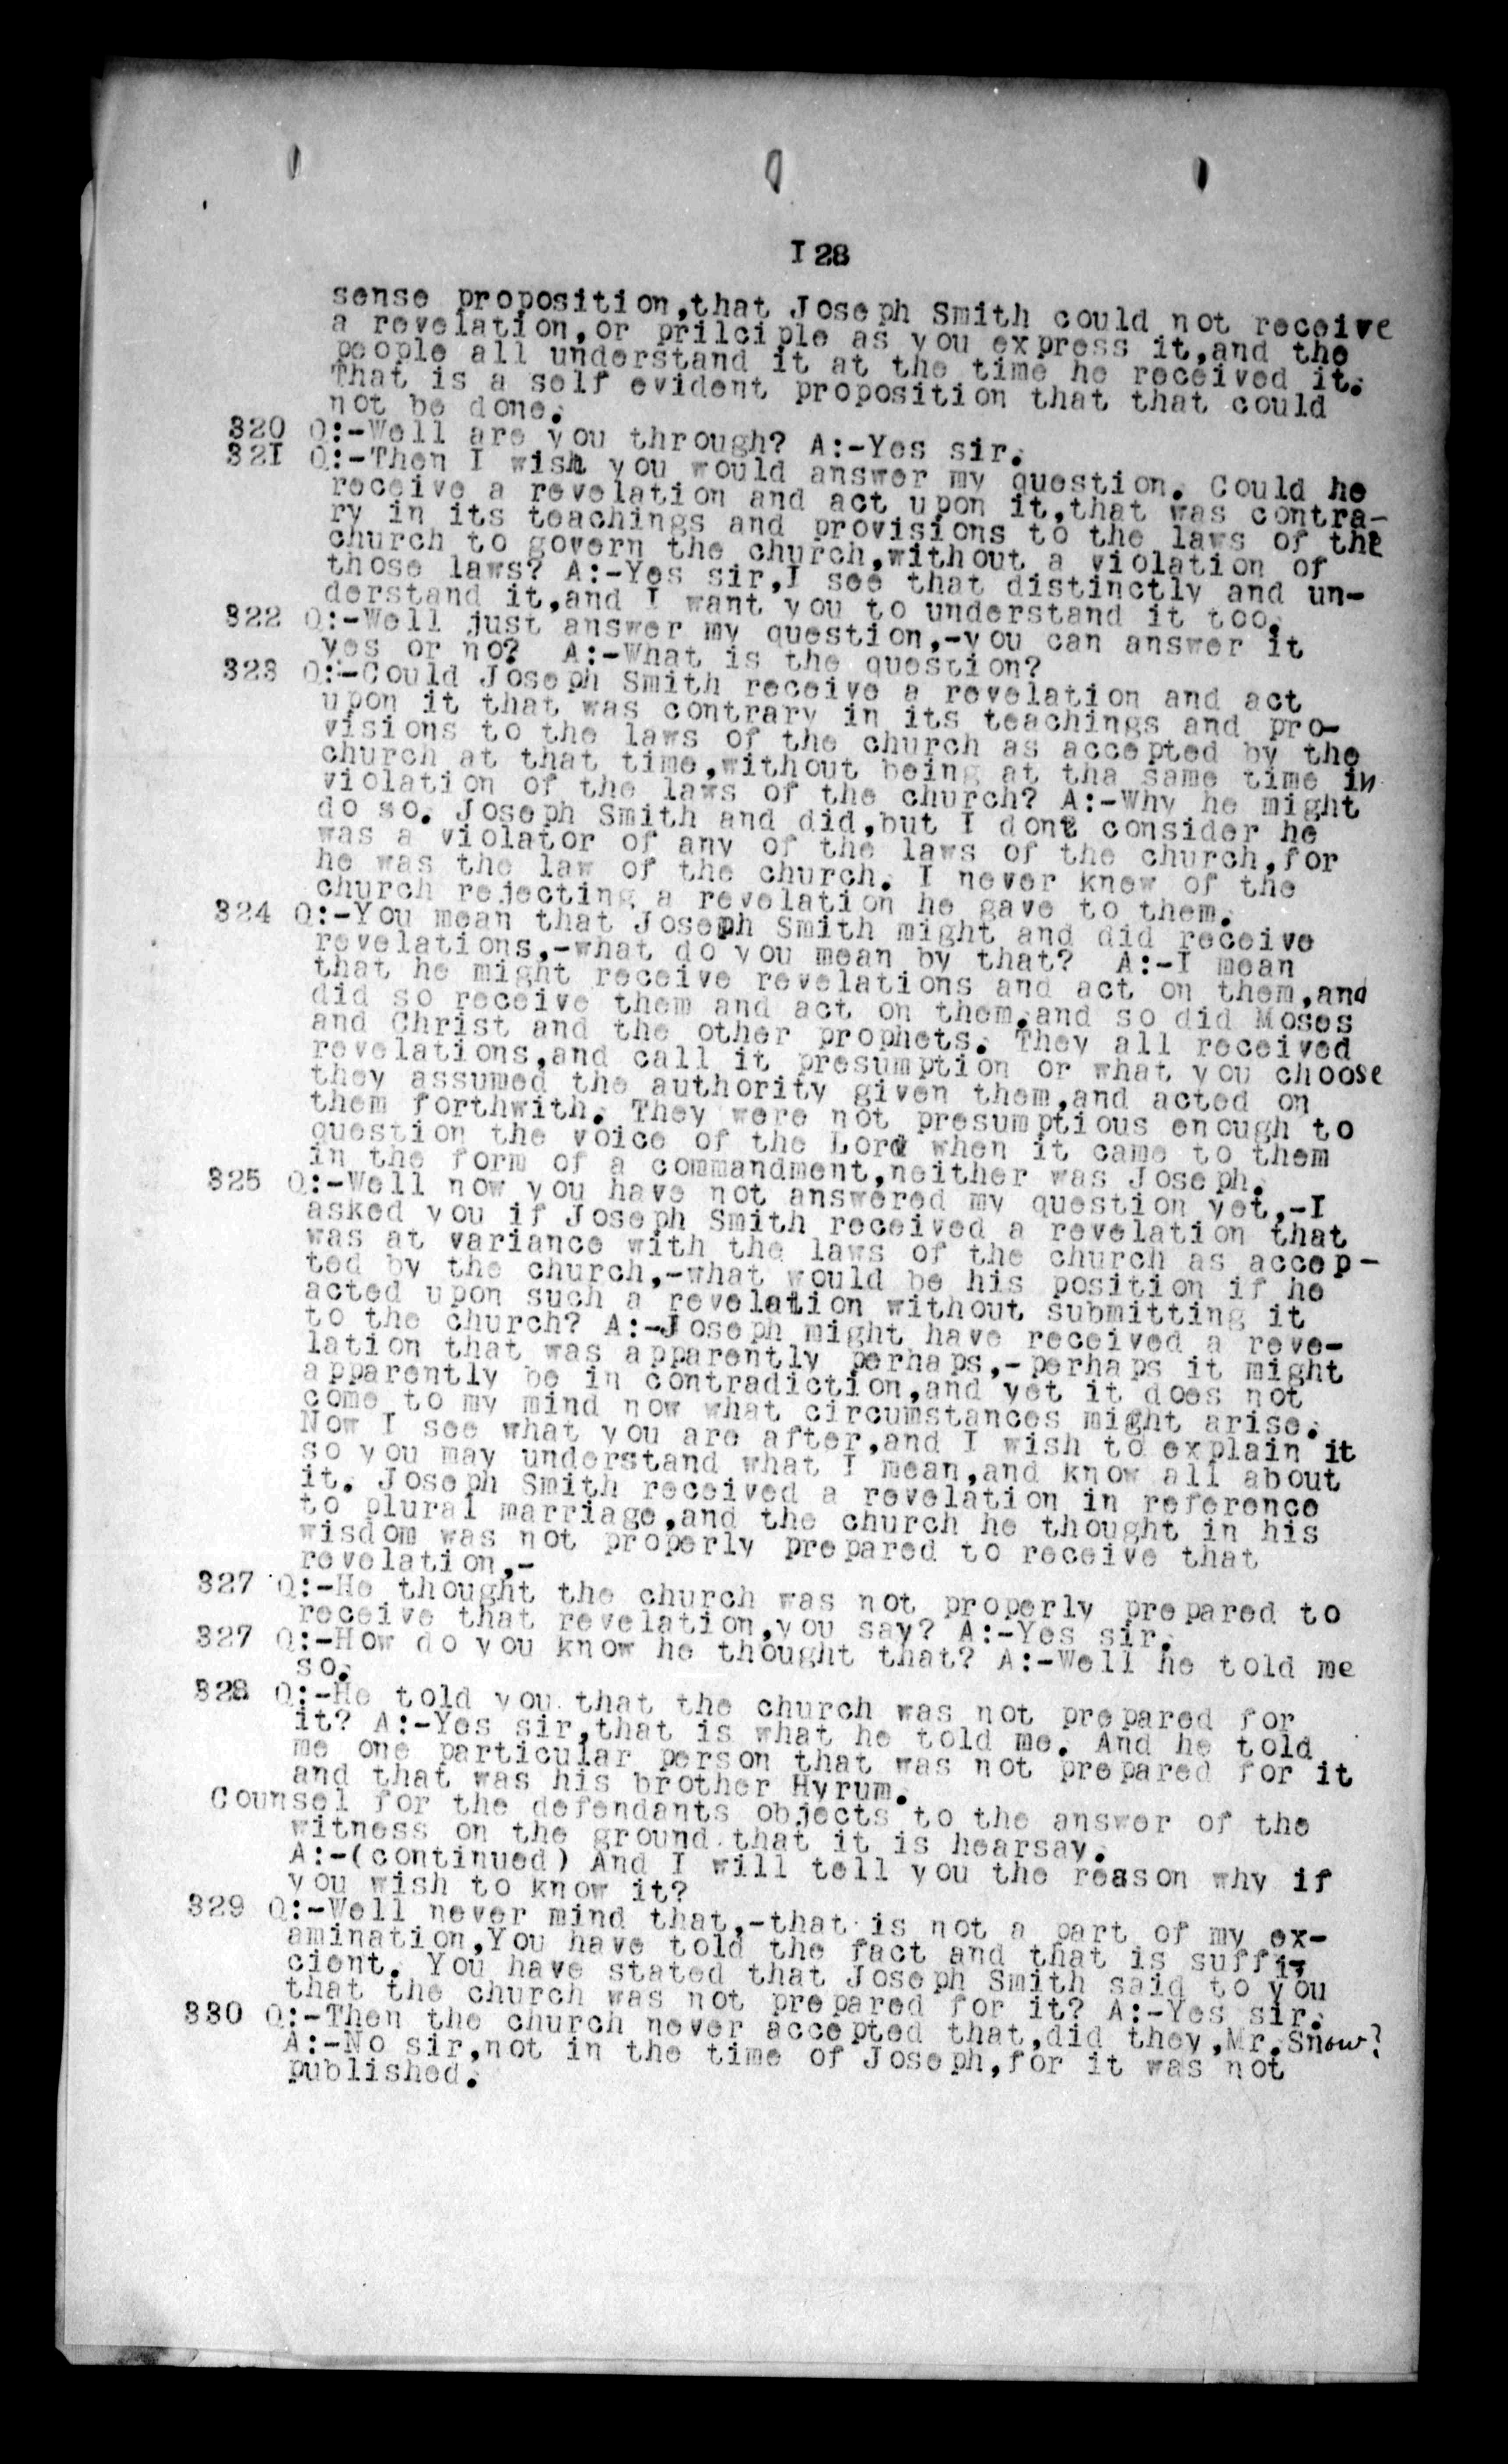 I28
sense proposition,that Joseph Smith could not receive
a revelation,or prilciple as you express it,and the
people all understand it at the time he received it.
That is a self evident proposition that that could
not be done.
320 Q:-Well are you through? A:-Yes sir.
321 Q:-Then I wish you would answer my question. Could he
receive a revelation and act upon it,that was contra-
ry in its teachings and provisions to the laws of the
church to govern the church,without a violation of
those laws? A:-Yes sir,I see that distinctly and un-
derstand it,and I want you to understand it too.
322 Q:-Well just answer my question,-you can answer it
yes or no? A:-What is the question?
323 Q:-Could Joseph Smith receive a revelation and act
upon it that was contrary in its teachings and pro-
visions to the laws of the church as accepted by the
church at that time,without being at tha same time in
violation of the laws of the church? A:-Why he might
do so. Joseph Smith and did,but I dont consider he
was a violator of any of the laws of the church,for
he was the law of the church. I never knew of the
church rejecting a revelation he gave to them.
324 Q:-You mean that Joseph Smith might and did receive
revelations,-what do you mean by that? A:-I mean
that he might receive revelations and act on them,and
did so receive them and act on them,and so did Moses
and Christ and the other prophets. They all received
revelations,and call it presumption or what you choose
they assumed the authority given them,and acted on
them forthwith. They were not presumptious enough to
question the voice of the Lord when it came to them
in the form of a commandment,neither was Joseph.
325 Q:-Well now you have not answered my question yet,-I
asked you if Joseph Smith received a revelation that
was at variance with the laws of the church as accep-
ted by the church,-what would be his position if he
acted upon such a revelation without submitting it
to the church? A:-Joseph might have received a reve-
lation that was apparently perhaps,-perhaps it might
apparently be in contradiction,and yet it does not
come to my mind now what circumstances might arise.
Now I see what you are after,and I wish to explain it
so you may understand what I mean,and know all about
it. Joseph Smith received a revelation in reference
to plural marriage,and the church he thought in his
wisdom was not properly prepared to receive that
revelation,-
327 Q:-He thought the church was not properly prepared to
receive that revelation,you say? A:-Yes sir.
327 Q:-How do you know he thought that? A:-Well he told me
so.
328 Q:-He told you that the church was not prepared for
it? A:-Yes sir,that is what he told me. And he told
me one particular person that was not prepared for it
and that was his brother Hyrum.
Counsel for the defendants objects to the answer of the
witness on the ground that it is hearsay.
A:-(continued) And I will tell you the reason why if
you wish to know it?
329 Q:-Well never mind that,-that is not a part of my ex-
amination,You have told the fact and that is suffi-
cient. You have stated that Joseph Smith said to you
that the church was not prepared for it? A:-Yes sir.
330 Q:-Then the church never accepted that,did they,Mr.Snow?
A:-No sir,not in the time of Joseph,for it was not
published.